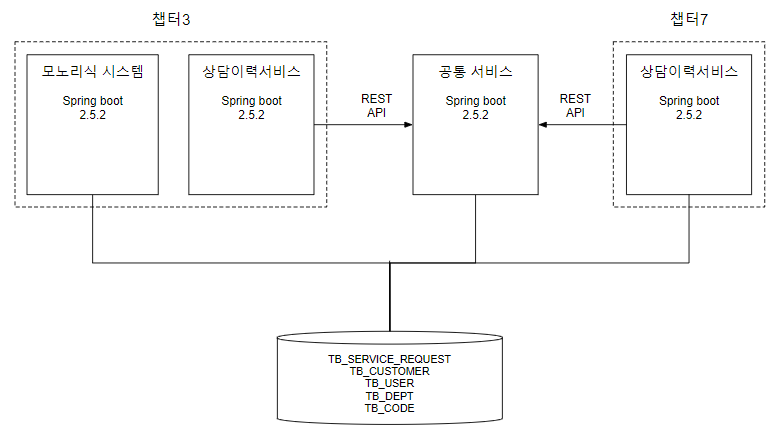 챕터3
챕터7
모노리식 시스템
Spring boot
2.5.2
상담이력서비스
Spring boot
2.5.2
REST
API
공통 서비스
Spring boot
2.5.2
REST
API
상담이력서비스
Spring boot
2.5.2
TB_SERVICE_REQUEST
TB_CUSTOMER
TB_USER
TB_DEPT
TB_CODE